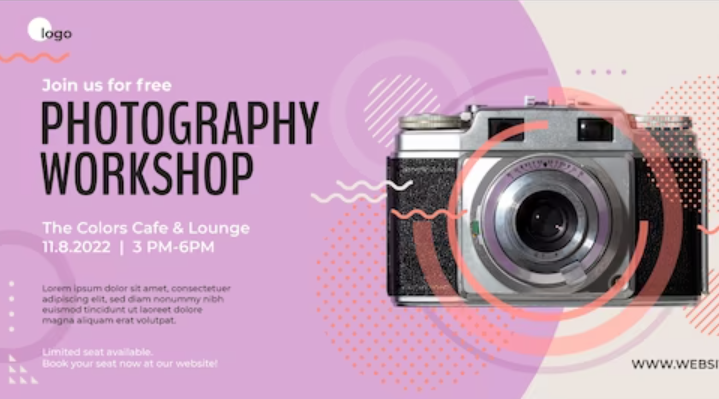 logo
Join us for free
PHOTOGRAPHY
WORKSHOP
The Colors Cafe & Lounge
11.8.2022 | 3 PM-6PM
Lorem ipsum dolor sit amet, consectetuer
adipiscing elit, sed diam nonummy nibh
euismod tincidunt ut laoreet dolore
magna aliquam erat volutpat.
Limited seat available.
Book your seat now at our website!
WWW.WEBSI